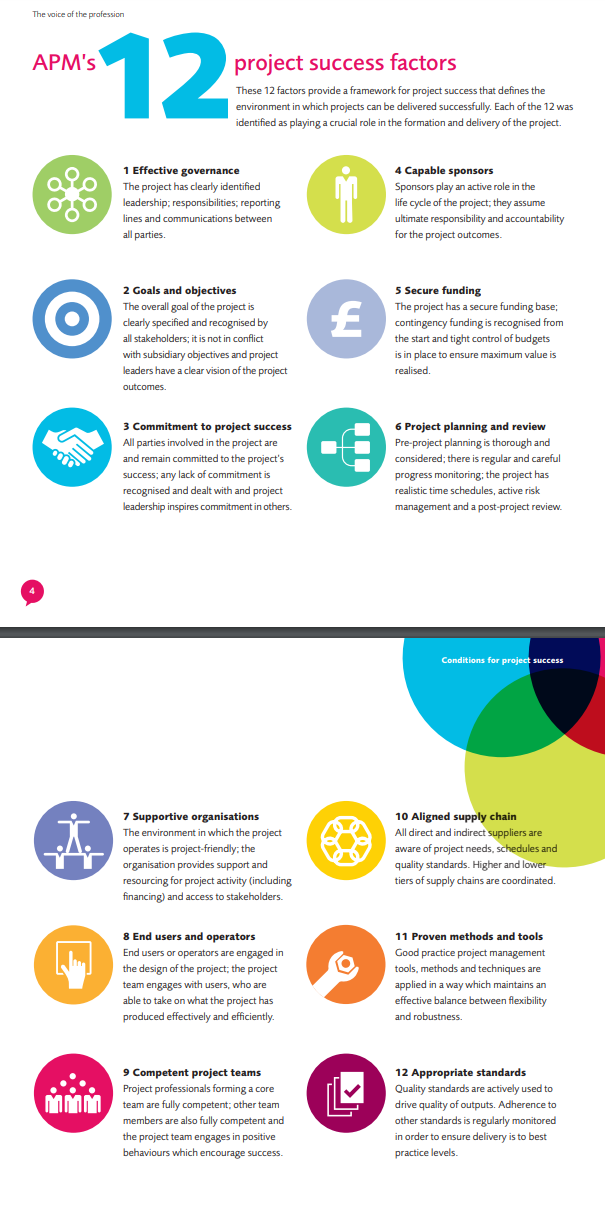 The voice of the profession
APM's 12 project success factors
These 12 factors provide a framework for project success that defines the
environment in which projects can be delivered successfully. Each of the 12 was
identified as playing a crucial role in the formation and delivery of the project.
1 Effective governance
The project has clearly identified
leadership; responsibilities; reporting
lines and communications between
all parties.
2 Goals and objectives
The overall goal of the project is
clearly specified and recognised by
all stakeholders; it is not in conflict
with subsidiary objectives and project
leaders have a clear vision of the project
outcomes.
3 Commitment to project success
All parties involved in the project are
and remain committed to the project's
success; any lack of commitment is
recognised and dealt with and project
leadership inspires commitment in others.
4 Capable sponsors
Sponsors play an active role in the
life cycle of the project; they assume
ultimate responsibility and accountability
for the project outcomes.
£
5 Secure funding
The project has a secure funding base;
contingency funding is recognised from
the start and tight control of budgets
is in place to ensure maximum value is
realised.
6 Project planning and review
Pre-project planning is thorough and
considered; there is regular and careful
progress monitoring; the project has
realistic time schedules, active risk
management and a post-project review.
4
Conditions for project success
7 Supportive organisations
The environment in which the project
operates is project-friendly; the
organisation provides support and
resourcing for project activity (including
financing) and access to stakeholders.
8 End users and operators
End users or operators are engaged in
the design of the project; the project
team engages with users, who are
able to take on what the project has
produced effectively and efficiently.
9 Competent project teams
Project professionals forming a core
team are fully competent; other team
members are also fully competent and
the project team engages in positive
behaviours which encourage success.
10 Aligned supply chain
All direct and indirect suppliers are
aware of project needs, schedules and
quality standards. Higher and lower
tiers of supply chains are coordinated.
11 Proven methods and tools
Good practice project management
tools, methods and techniques are
applied in a way which maintains an
effective balance between flexibility
and robustness.
12 Appropriate standards
Quality standards are actively used to
drive quality of outputs. Adherence to
other standards is regularly monitored
in order to ensure delivery is to best
practice levels.